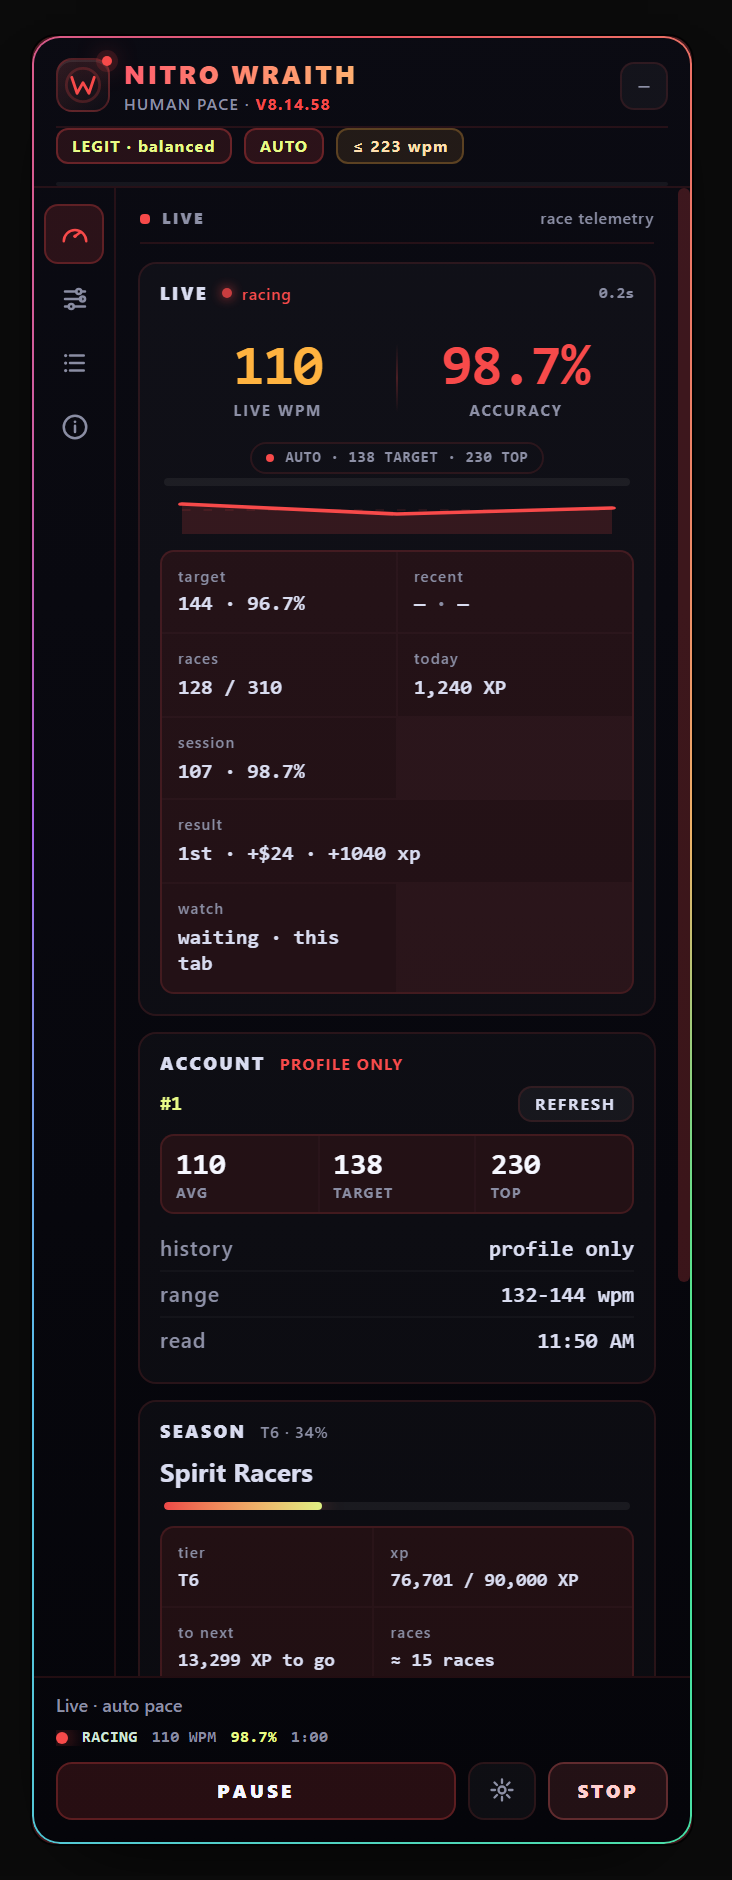 NITRO WRAITH
HUMAN PACE · V8.14.58
–
LEGIT · balanced
AUTO
≤ 223 wpm
LIVE
race telemetry
LIVE racing
0.2s
110
LIVE WPM
98.7%
ACCURACY
AUTO · 138 TARGET · 230 TOP
target
144 · 96.7%
recent
— · —
races
128 / 310
today
1,240 XP
session
107 · 98.7%
result
1st · +$24 · +1040 xp
watch
waiting · this
tab
ACCOUNT PROFILE ONLY
#1
REFRESH
110
AVG
138
TARGET
230
TOP
history
profile only
range
132-144 wpm
read
11:50 AM
SEASON T6 · 34%
Spirit Racers
tier
T6
xp
76,701 / 90,000 XP
to next
13,299 XP to go
races
≈ 15 races
Live · auto pace
RACING 110 WPM 98.7% 1:00
PAUSE
STOP